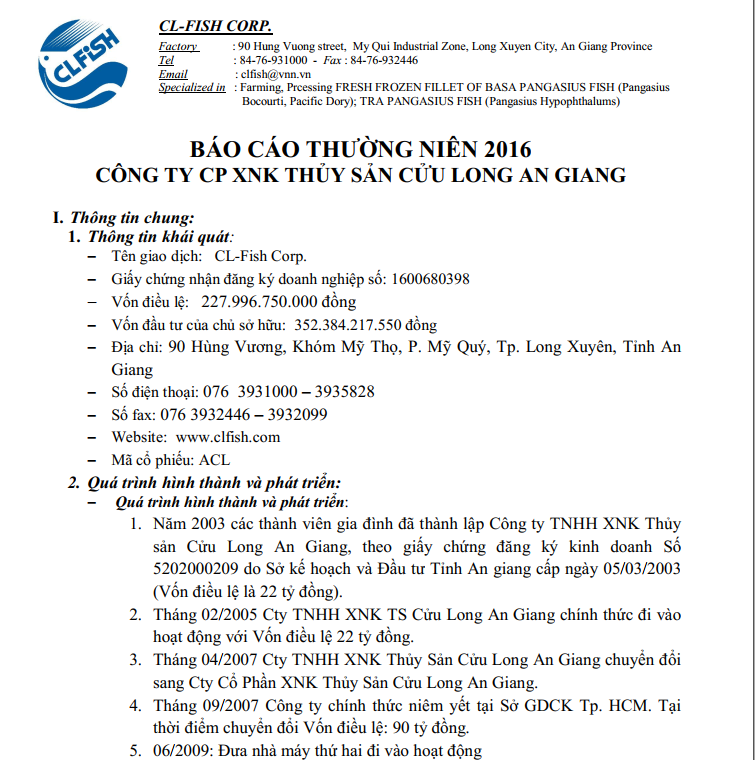 CLFISH
CL-FISH CORP.
Factory : 90 Hung Vuong street, My Qui Industrial Zone, Long Xuyen City, An Giang Province
Tel : 84-76-931000 - Fax : 84-76-932446
Email : clfish@vnn.vn
Specialized in : Farming, Prcessing FRESH FROZEN FILLET OF BASA PANGASIUS FISH (Pangasius
Bocourti, Pacific Dory); TRA PANGASIUS FISH (Pangasius Hypophthalums)
BÁO CÁO THƯỜNG NIÊN 2016
CÔNG TY CP XNK THỦY SẢN CỬU LONG AN GIANG
I. Thông tin chung:
1. Thông tin khái quát:
– Tên giao dịch: CL-Fish Corp.
– Giấy chứng nhận đăng ký doanh nghiệp số: 1600680398
– Vốn điều lệ: 227.996.750.000 đồng
– Vốn đầu tư của chủ sở hữu: 352.384.217.550 đồng
– Địa chỉ: 90 Hùng Vương, Khóm Mỹ Thọ, P. Mỹ Quý, Tp. Long Xuyên, Tỉnh An
Giang
– Số điện thoại: 076 3931000 – 3935828
– Số fax: 076 3932446 – 3932099
– Website: www.clfish.com
– Mã cổ phiếu: ACL
2. Quá trình hình thành và phát triển:
– Quá trình hình thành và phát triển:
1. Năm 2003 các thành viên gia đình đã thành lập Công ty TNHH XNK Thủy
sản Cửu Long An Giang, theo giấy chứng đăng ký kinh doanh Số
5202000209 do Sở kế hoạch và Đầu tư Tỉnh An giang cấp ngày 05/03/2003
(Vốn điều lệ là 22 tỷ đồng).
2. Tháng 02/2005 Cty TNHH XNK TS Cửu Long An Giang chính thức đi vào
hoạt động với Vốn điều lệ 22 tỷ đồng.
3. Tháng 04/2007 Cty TNHH XNK Thủy Sản Cửu Long An Giang chuyển đổi
sang Cty Cổ Phần XNK Thủy Sản Cửu Long An Giang.
4. Tháng 09/2007 Công ty chính thức niêm yết tại Sở GDCK Tp. HCM. Tại
thời điểm chuyển đổi Vốn điều lệ: 90 tỷ đồng.
5. 06/2009: Đưa nhà máy thứ hai đi vào hoạt động